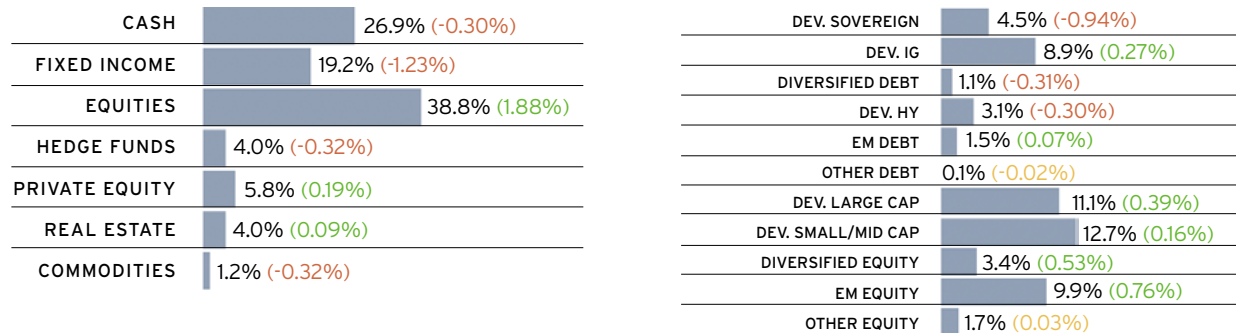 CASH 26.9% (-0.30%)
FIXED INCOME 19.2% (-1.23%)
EQUITIES 38.8% (1.88%)
HEDGE FUNDS 4.0% (-0.32%)
PRIVATE EQUITY 5.8% (0.19%)
REAL ESTATE 4.0% (0.09%)
COMMODITIES 1.2% (-0.32%)
DEV. SOVEREIGN 4.5% (-0.94%)
DEV. IG 8.9% (0.27%)
DIVERSIFIED DEBT 1.1% (-0.31%)
DEV. HY 3.1% (-0.30%)
EM DEBT 1.5% (0.07%)
OTHER DEBT 0.1% (-0.02%)
DEV. LARGE CAP 11.1% (0.39%)
DEV. SMALL/MID CAP 12.7% (0.16%)
DIVERSIFIED EQUITY 3.4% (0.53%)
EM EQUITY 9.9% (0.76%)
OTHER EQUITY 1.7% (0.03%)